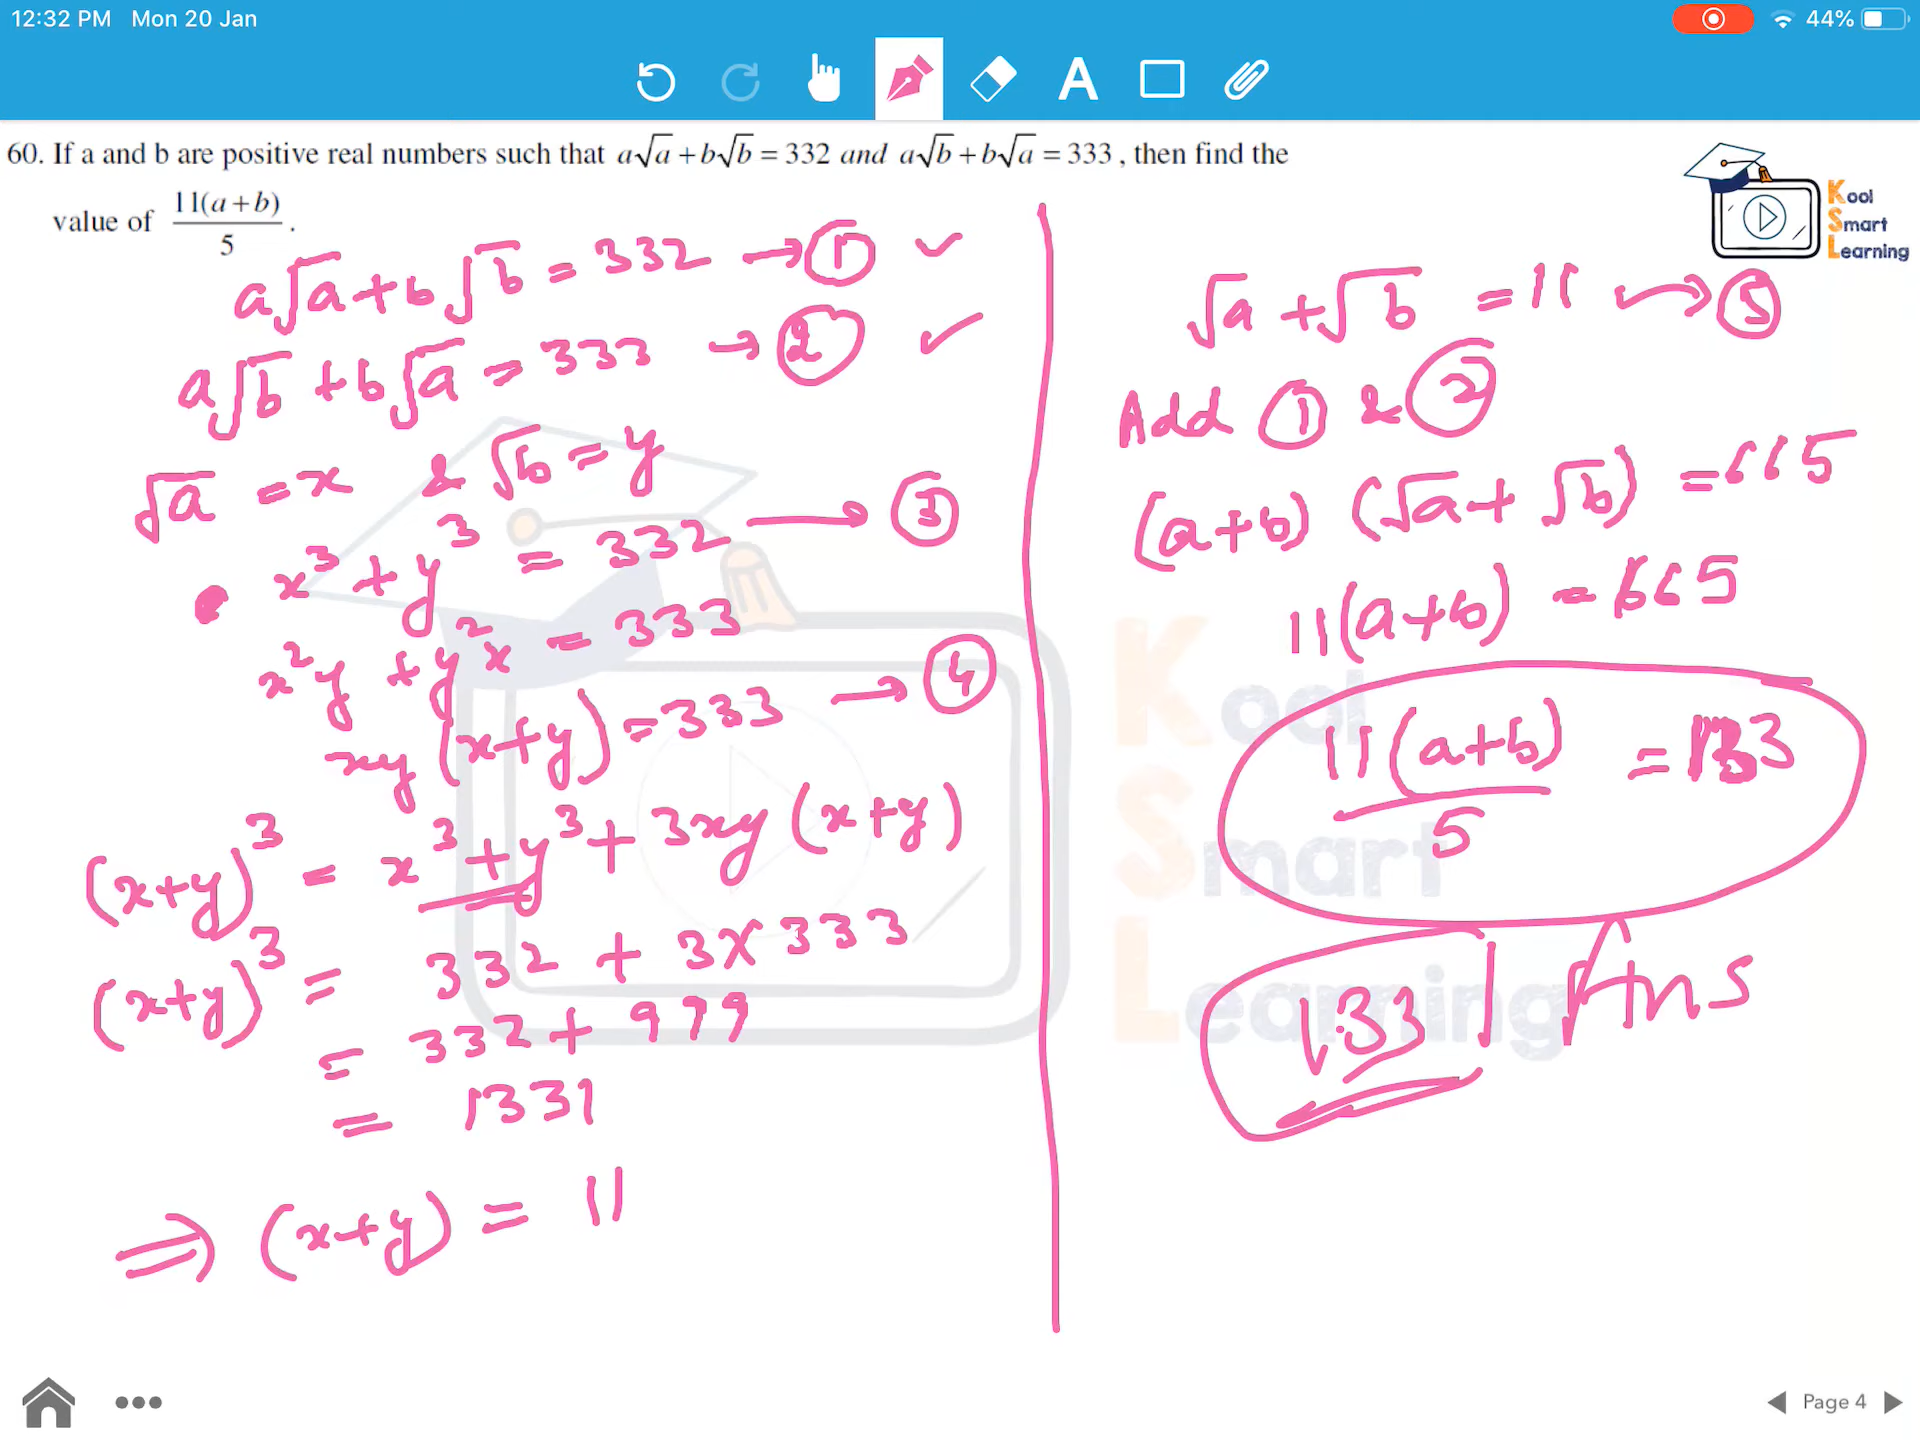 12:32 PM Mon 20 Jan 44%
A
60. If a and b are positive real numbers such that a√a + b√b = 332 and a√b + b√a = 333, then find the
value of 11(a+b)/5.
Kool
Smart
Learning
a√a + b√b = 332 → ① ✓
a√b + b√a = 333 → ② ✓
√a = x & √b = y
x³ + y³ = 332 → ③
x²y + y²x = 333
xy(x+y) = 333 → ④
(x+y)³ = x³ + y³ + 3xy(x+y)
(x+y)³ = 332 + 3×333
= 332 + 999
= 1331
⇒ (x+y) = 11
√a + √b = 11 → ⑤
Add ① & ②
(a+b)(√a + √b) = 665
11(a+b) = 665
11(a+b)/5 = 133
133 Ans
Kool
Smart
Learning
Page 4